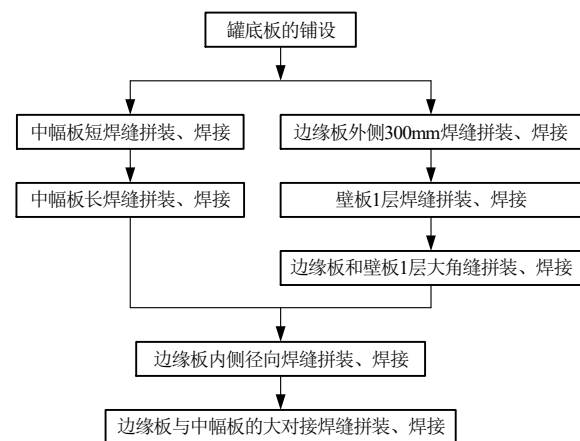 罐底板的铺设
中幅板短焊缝拼装、焊接
边缘板外侧300mm焊缝拼装、焊接
中幅板长焊缝拼装、焊接
壁板1层焊缝拼装、焊接
边缘板和壁板1层大角缝拼装、焊接
边缘板内侧径向焊缝拼装、焊接
边缘板与中幅板的大对接焊缝拼装、焊接